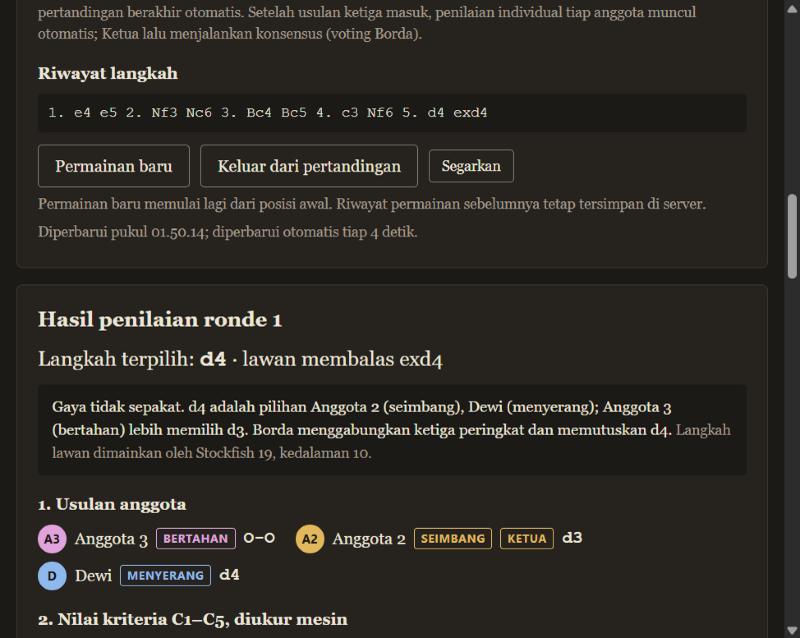 pertandingan berakhir otomatis. Setelah usulan ketiga masuk, penilaian individual tiap anggota muncul
otomatis; Ketua lalu menjalankan konsensus (voting Borda).
Riwayat langkah
1. e4 e5 2. Nf3 Nc6 3. Bc4 Bc5 4. c3 Nf6 5. d4 exd4
Permainan baru
Keluar dari pertandingan
Segarkan
Permainan baru memulai lagi dari posisi awal. Riwayat permainan sebelumnya tetap tersimpan di server.
Diperbarui pukul 01.50.14; diperbarui otomatis tiap 4 detik.
Hasil penilaian ronde 1
Langkah terpilih: d4 · lawan membalas exd4
Gaya tidak sepakat. d4 adalah pilihan Anggota 2 (seimbang), Dewi (menyerang); Anggota 3
(bertahan) lebih memilih d3. Borda menggabungkan ketiga peringkat dan memutuskan d4. Langkah
lawan dimainkan oleh Stockfish 19, kedalaman 10.
1. Usulan anggota
A3 Anggota 3 BERTAHAN O-O A2 Anggota 2 SEIMBANG KETUA d3
D Dewi MENYERANG d4
2. Nilai kriteria C1–C5, diukur mesin